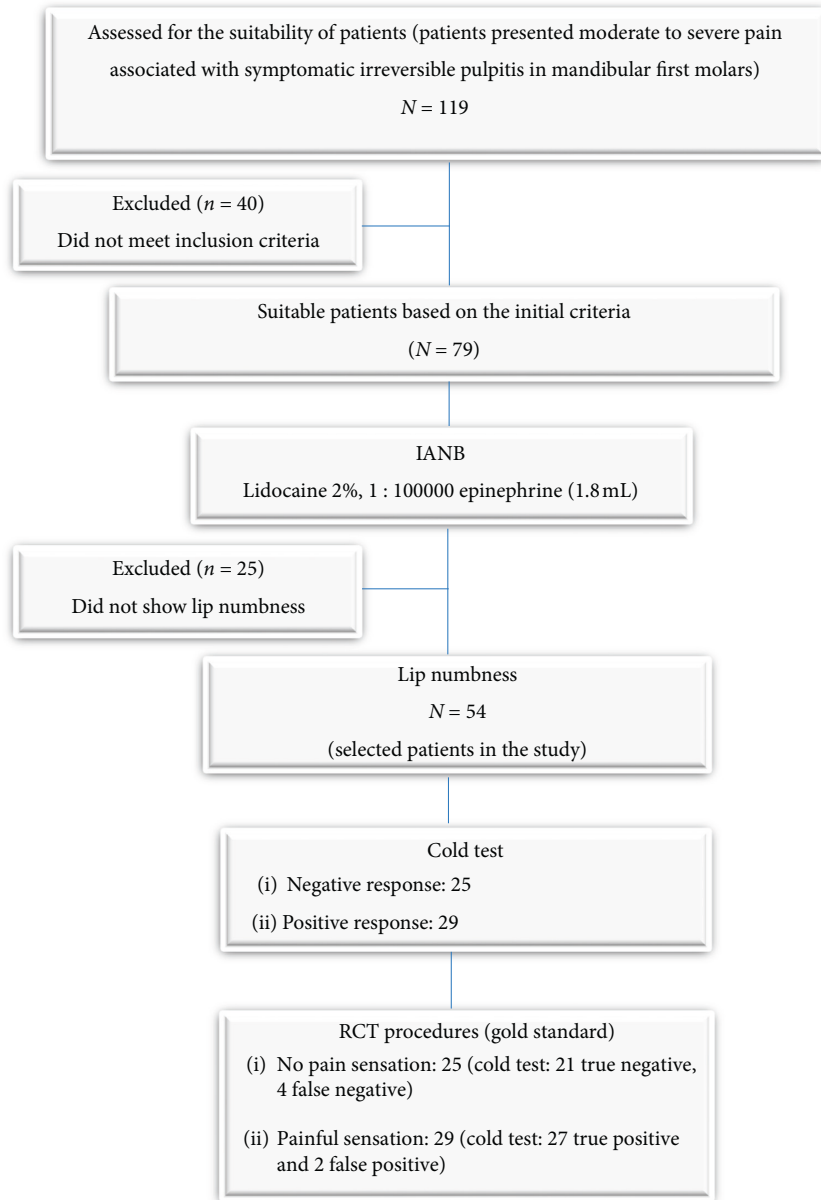 Assessed for the suitability of patients (patients presented moderate to severe pain
associated with symptomatic irreversible pulpitis in mandibular first molars)
N = 119
Excluded (n = 40)
Did not meet inclusion criteria
Suitable patients based on the initial criteria
(N = 79)
IANB
Lidocaine 2%, 1 : 100000 epinephrine (1.8 mL)
Excluded (n = 25)
Did not show lip numbness
Lip numbness
N = 54
(selected patients in the study)
Cold test
(i) Negative response: 25
(ii) Positive response: 29
RCT procedures (gold standard)
(i) No pain sensation: 25 (cold test: 21 true negative,
4 false negative)
(ii) Painful sensation: 29 (cold test: 27 true positive
and 2 false positive)